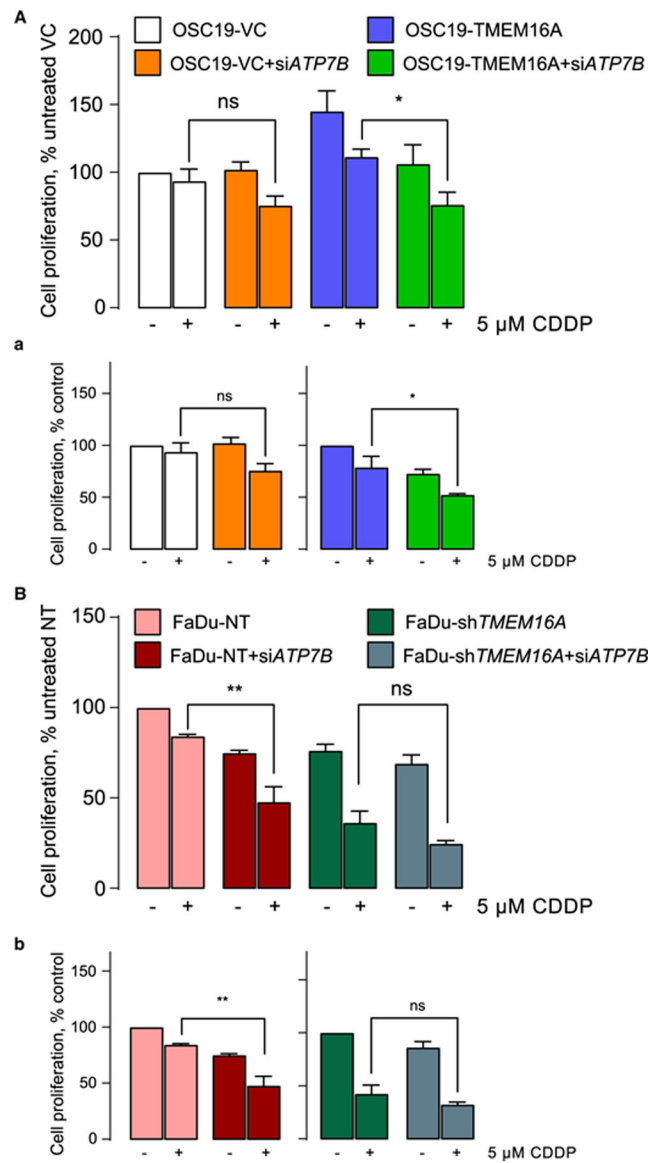 A
Cell proliferation, % untreated VC
200
150
100
50
0
OSC19-VC
OSC19-TMEM16A
OSC19-VC+siATP7B
OSC19-TMEM16A+siATP7B
ns
*
- + - + - + - + 5 µM CDDP
a
Cell proliferation, % control
150
100
50
0
ns
*
- + - + - + - + 5 µM CDDP
B
Cell proliferation, % untreated NT
150
100
50
0
FaDu-NT
FaDu-shTMEM16A
FaDu-NT+siATP7B
FaDu-shTMEM16A+siATP7B
**
ns
- + - + - + - + 5 µM CDDP
b
Cell proliferation, % control
150
100
50
0
**
ns
- + - + - + - + 5 µM CDDP